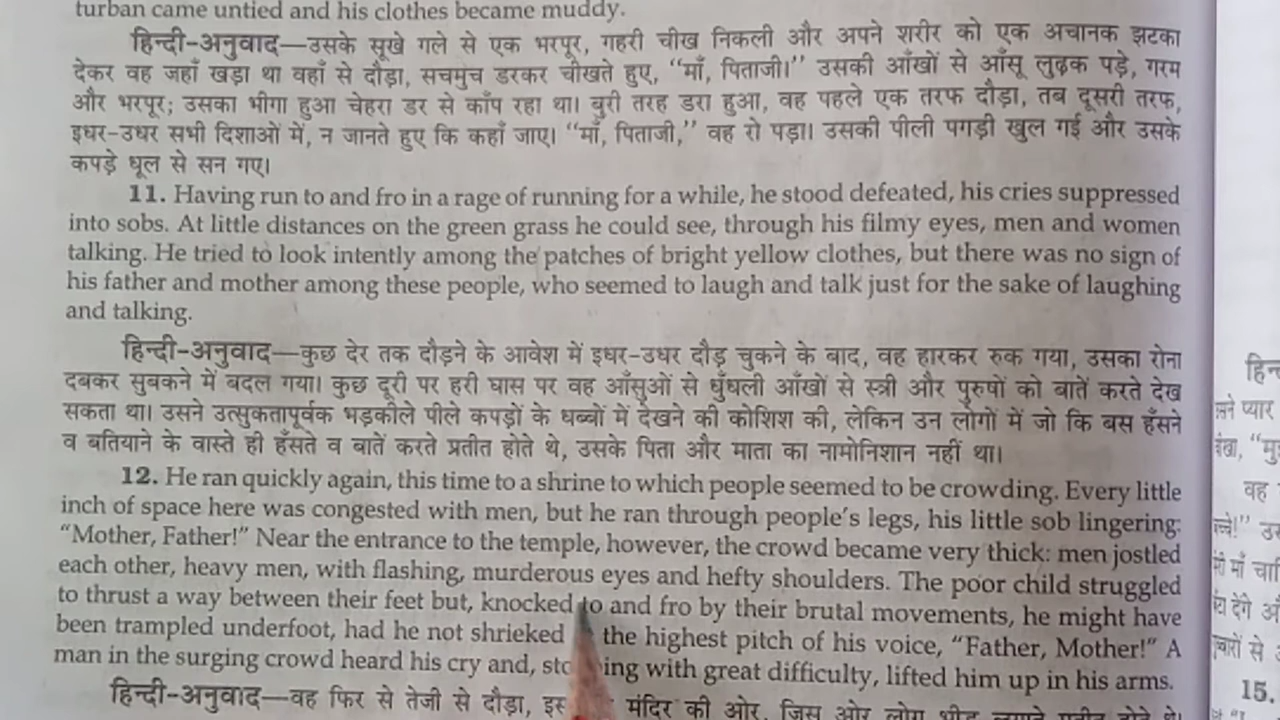 turban came untied and his clothes became muddy.
हिन्दी-अनुवाद—उसके सूखे गले से एक भरपूर, गहरी चीख निकली और अपने शरीर को एक अचानक झटका
देकर वह जहाँ खड़ा था वहाँ से दौड़ा, सचमुच डरकर चीखते हुए, “माँ, पिताजी।” उसकी आँखों से आँसू लुढ़क पड़े, गरम
और भरपूर; उसका भीगा हुआ चेहरा डर से काँप रहा था। बुरी तरह डरा हुआ, वह पहले एक तरफ दौड़ा, तब दूसरी तरफ,
इधर-उधर सभी दिशाओं में, न जानते हुए कि कहाँ जाए। “माँ, पिताजी,” वह रो पड़ा। उसकी पीली पगड़ी खुल गई और उसके
कपड़े धूल से सन गए।
11. Having run to and fro in a rage of running for a while, he stood defeated, his cries suppressed
into sobs. At little distances on the green grass he could see, through his filmy eyes, men and women
talking. He tried to look intently among the patches of bright yellow clothes, but there was no sign of
his father and mother among these people, who seemed to laugh and talk just for the sake of laughing
and talking.
हिन्दी-अनुवाद—कुछ देर तक दौड़ने के आवेश में इधर-उधर दौड़ चुकने के बाद, वह हारकर रुक गया, उसका रोना
दबकर सुबकने में बदल गया। कुछ दूरी पर हरी घास पर वह आँसुओं से धुँधली आँखों से स्त्री और पुरुषों को बातें करते देख
सकता था। उसने उत्सुकतापूर्वक भड़कीले पीले कपड़ों के धब्बों में देखने की कोशिश की, लेकिन उन लोगों में जो कि बस हँसने
व बतियाने के वास्ते ही हँसते व बातें करते प्रतीत होते थे, उसके पिता और माता का नामोनिशान नहीं था।
12. He ran quickly again, this time to a shrine to which people seemed to be crowding. Every little
inch of space here was congested with men, but he ran through people’s legs, his little sob lingering:
“Mother, Father!” Near the entrance to the temple, however, the crowd became very thick: men jostled
each other, heavy men, with flashing, murderous eyes and hefty shoulders. The poor child struggled
to thrust a way between their feet but, knocked to and fro by their brutal movements, he might have
been trampled underfoot, had he not shrieked the highest pitch of his voice, “Father, Mother!” A
man in the surging crowd heard his cry and, with great difficulty, lifted him up in his arms.
हिन्दी-अनुवाद—वह फिर से तेजी से दौड़ा, मंदिर की ओर, जिस ओर लोग
वह
15.